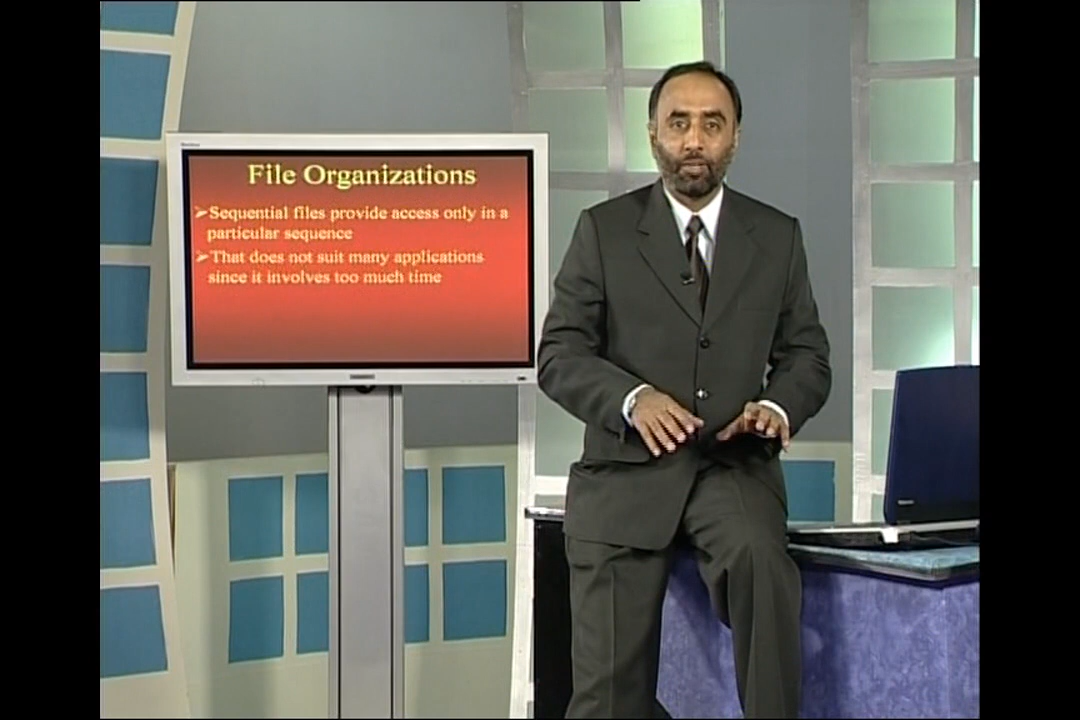 File Organizations
➢Sequential files provide access only in a
particular sequence
➢That does not suit many applications
since it involves too much time